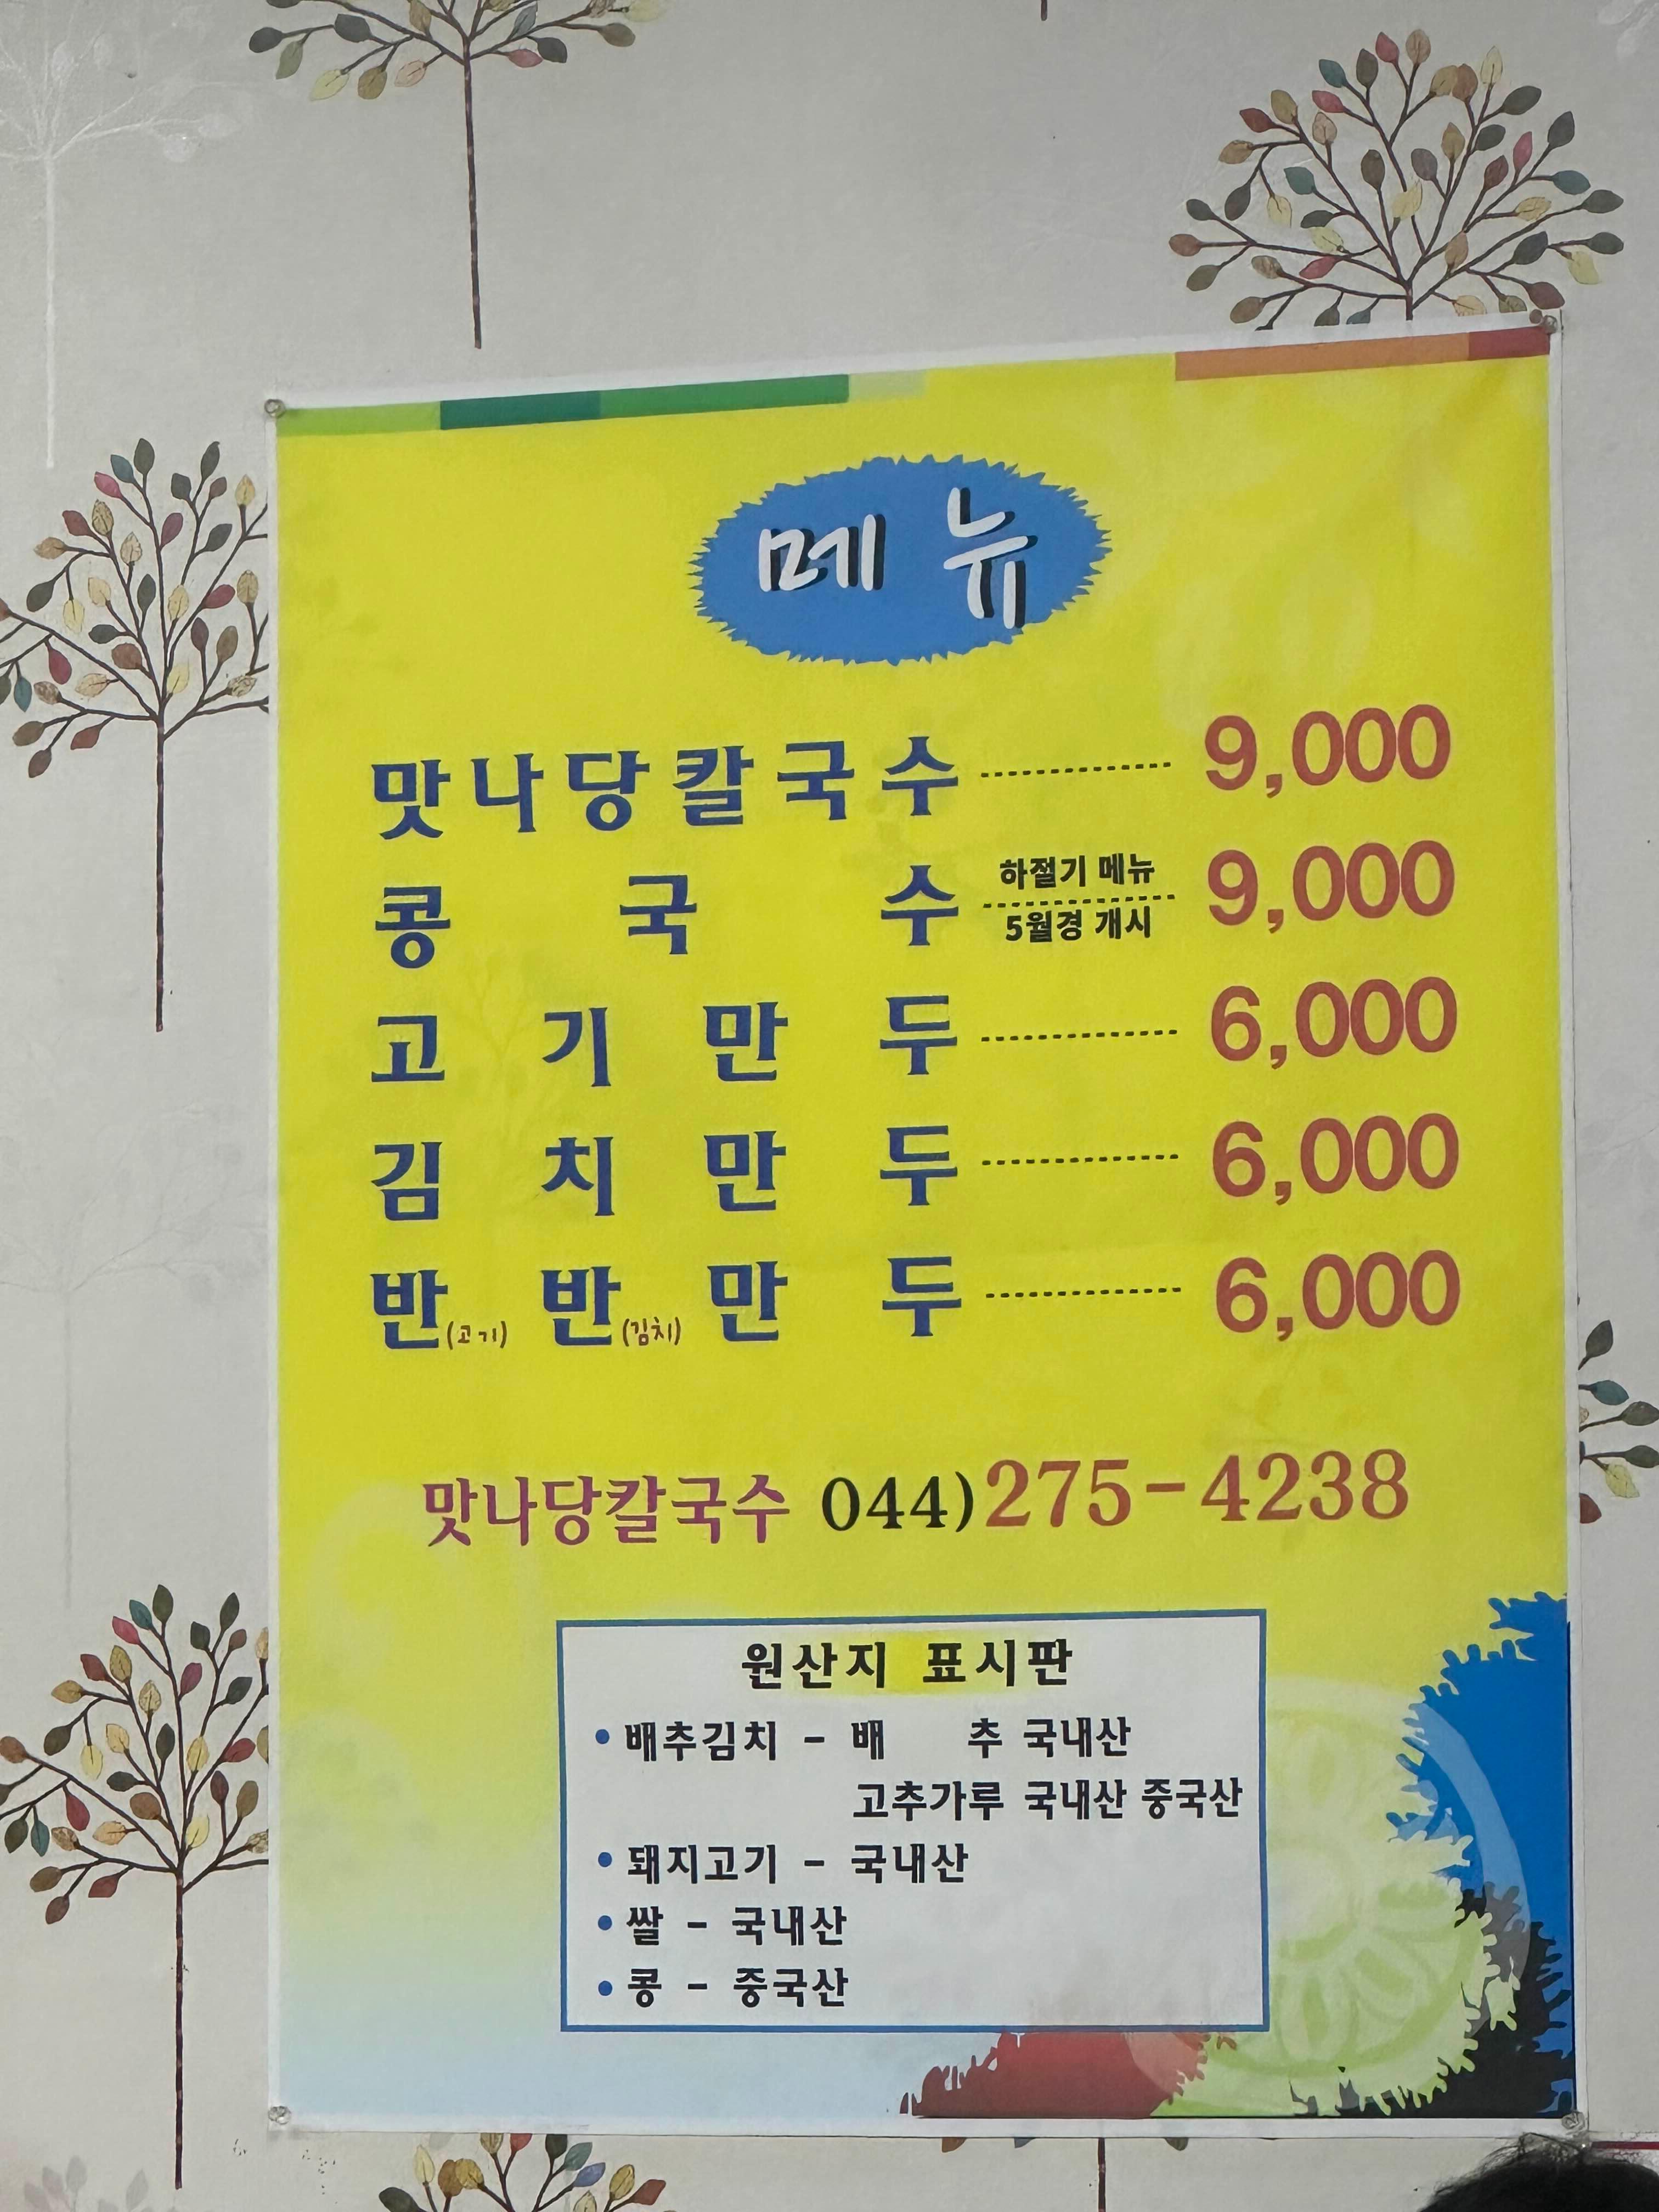 메뉴
맛나당칼국수 9,000
콩국수 하절기 메뉴 5월경 개시 9,000
고기만두 6,000
김치만두 6,000
반(고기) 반(김치) 만두 6,000
맛나당칼국수 044)275-4238
원산지 표시판
• 배추김치 - 배 추 국내산
고추가루 국내산 중국산
• 돼지고기 - 국내산
• 쌀 - 국내산
• 콩 - 중국산